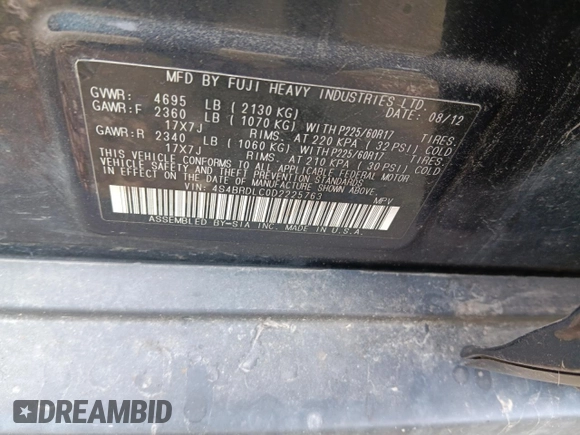 MFD BY FUJI HEAVY INDUSTRIES LTD.
GVWR: 4695 LB (2130 KG) DATE: 08/12
GAWR:F 2360 LB (1070 KG) WITH P225/60R17 TIRES.
17X7J RIMS. AT 220 KPA (32 PSI) COLD
GAWR:R 2340 LB (1060 KG) WITH P225/60R17 TIRES.
17X7J RIMS. AT 210 KPA (30 PSI) COLD
THIS VEHICLE CONFORMS TO ALL APPLICABLE FEDERAL MOTOR
VEHICLE SAFETY AND THEFT PREVENTION STANDARDS
IN EFFECT ON THE DATE OF MANUFACTURE SHOWN ABOVE.
VIN: 4S4BRDLC0D2225763 MPV
ASSEMBLED BY-SIA INC. MADE IN U.S.A.
DREAMBID